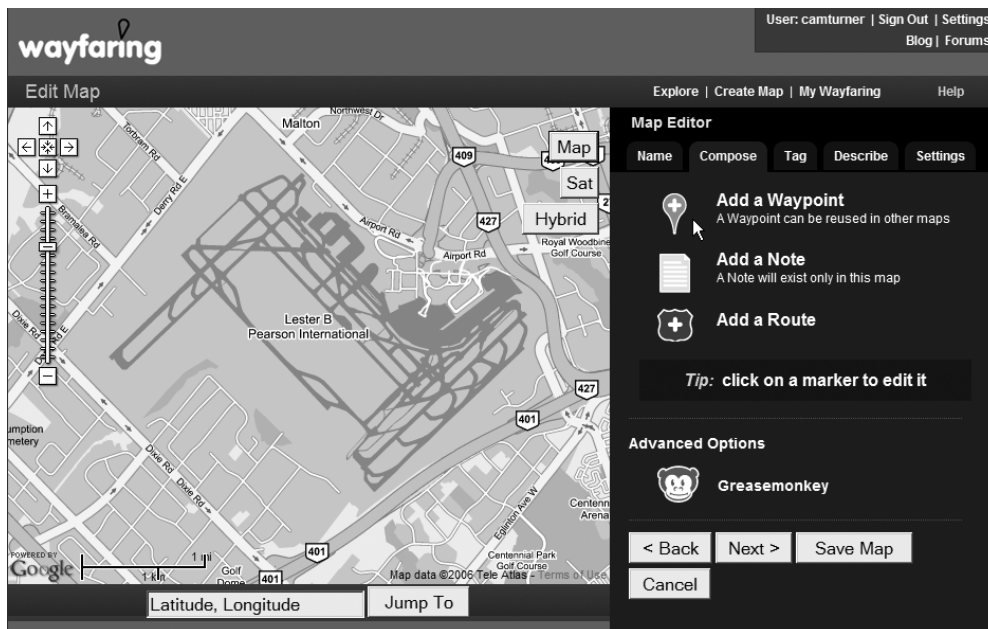 wayfaring
User: camturner | Sign Out | Settings
Blog | Forums
Edit Map
Explore | Create Map | My Wayfaring
Help
Northwest Dr
Malton
Torbram Rd
Derry Rd E
409
Map
Sat
Hybrid
427
Bramalea Rd
Airport Rd
Airport Rd
Royal Woodbine
Golf Course
Lester B
Pearson International
Dixie Rd
427
401
umption
metery
Dixie Rd
Dixie Rd
Eglinton Ave W
Centenn
Arena
Centennial Park
Golf Course
401
401
Golf
Dome
POWERED BY
Google
1 mi
1 km
Map data ©2006 Tele Atlas - Terms of Use
Latitude, Longitude
Jump To
Map Editor
Name
Compose
Tag
Describe
Settings
Add a Waypoint
A Waypoint can be reused in other maps
Add a Note
A Note will exist only in this map
Add a Route
Tip: click on a marker to edit it
Advanced Options
Greasemonkey
< Back
Next >
Save Map
Cancel